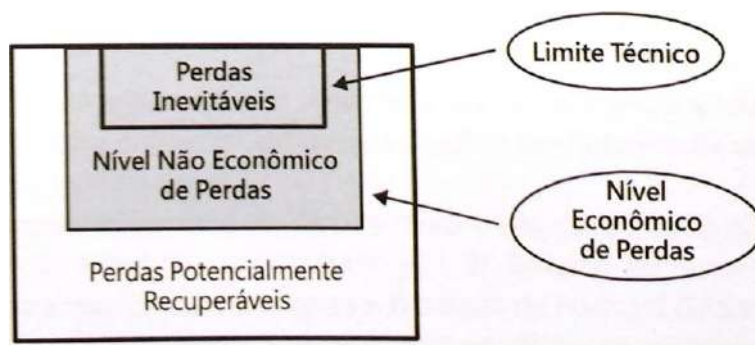 Perdas
Inevitáveis
Limite Técnico
Nível Não Econômico
de Perdas
Nível
Econômico
de Perdas
Perdas Potencialmente
Recuperáveis